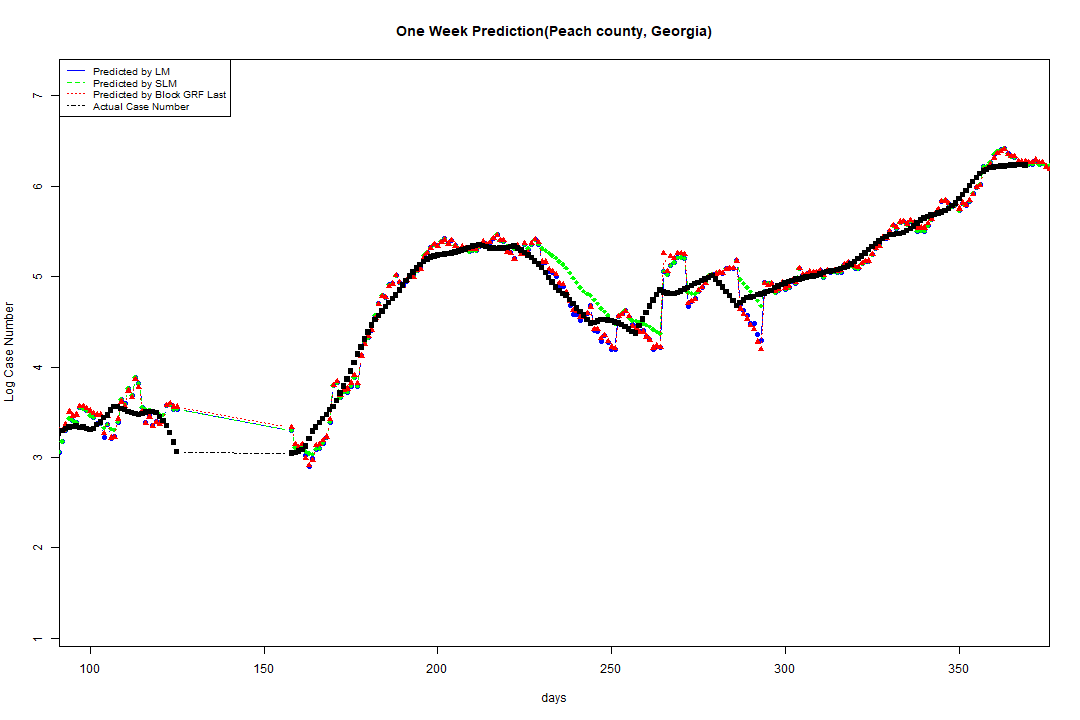 One Week Prediction(Peach county, Georgia)
Predicted by LM
Predicted by SLM
Predicted by Block GRF Last
Actual Case Number
7
6
5
4
3
2
1
Log Case Number
100 150 200 250 300 350
days